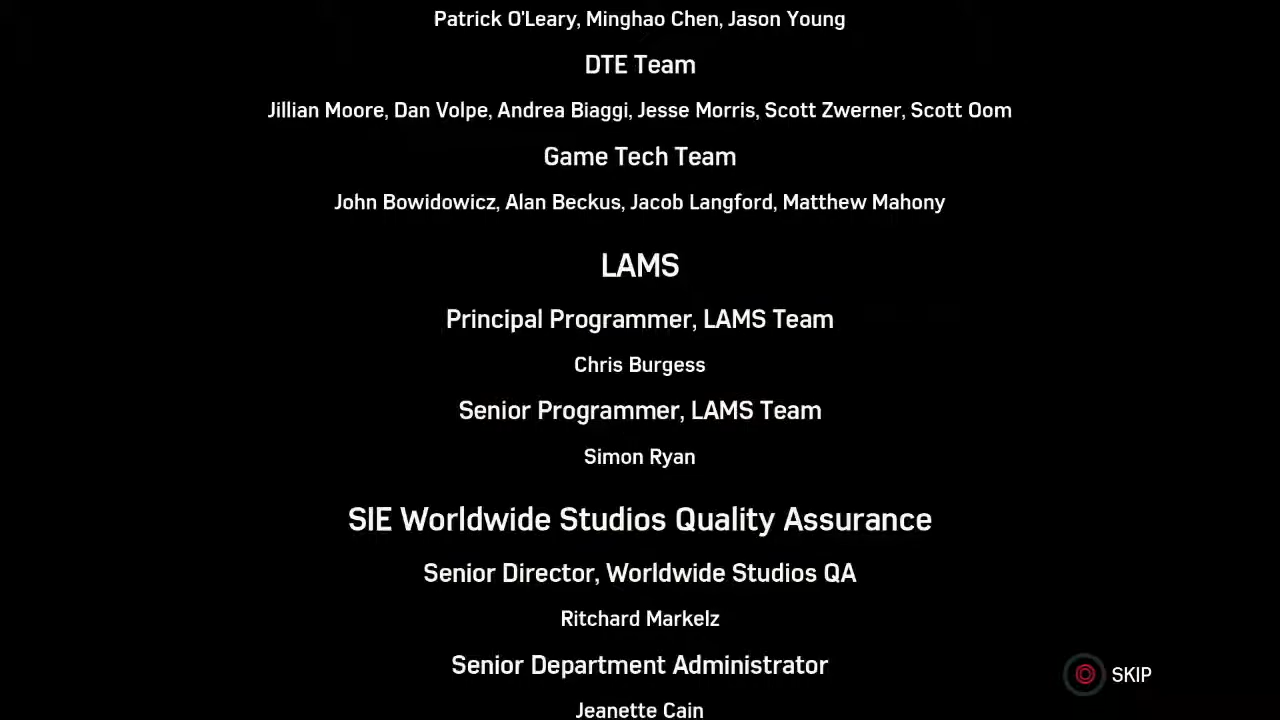 Patrick O'Leary, Minghao Chen, Jason Young
DTE Team
Jillian Moore, Dan Volpe, Andrea Biaggi, Jesse Morris, Scott Zwerner, Scott Oom
Game Tech Team
John Bowidowicz, Alan Beckus, Jacob Langford, Matthew Mahony
LAMS
Principal Programmer, LAMS Team
Chris Burgess
Senior Programmer, LAMS Team
Simon Ryan
SIE Worldwide Studios Quality Assurance
Senior Director, Worldwide Studios QA
Ritchard Markelz
Senior Department Administrator
SKIP
Jeanette Cain